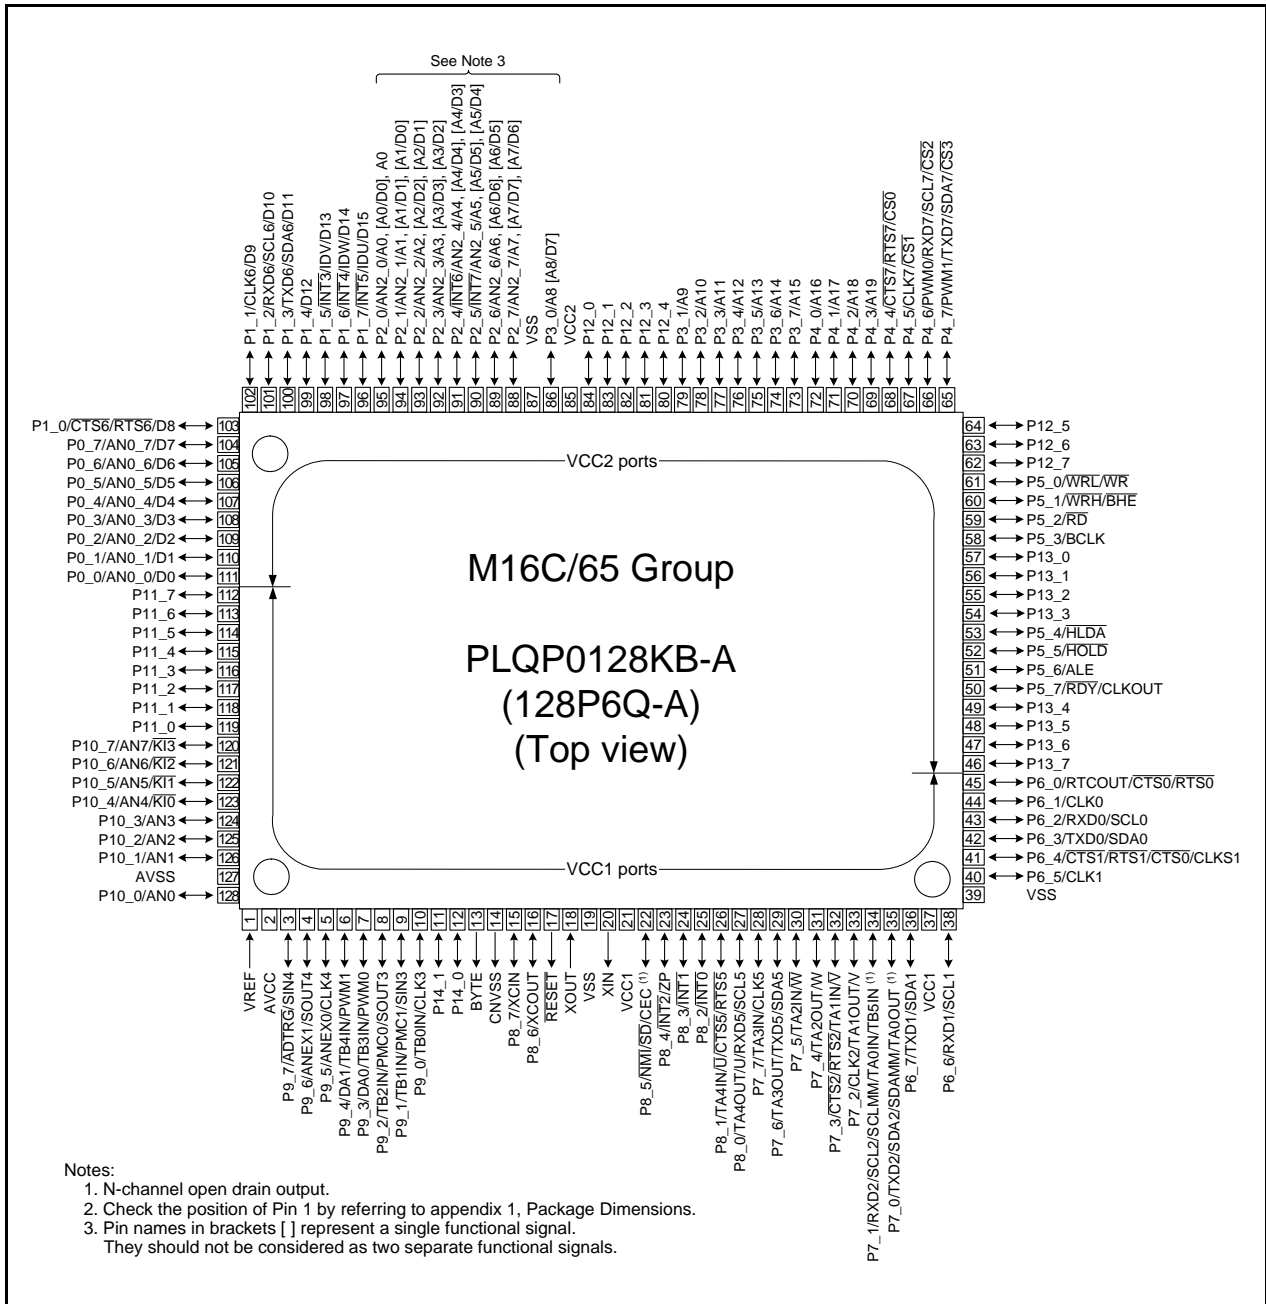 See Note 3
P1_1/CLK6/D9
P1_2/RXD6/SCL6/D10
P1_3/TXD6/SDA6/D11
P1_4/D12
P1_5/INT3/IDV/D13
P1_6/INT4/IDW/D14
P1_7/INT5/IDU/D15
P2_0/AN2_0/A0, [A0/D0], A0
P2_1/AN2_1/A1, [A1/D1], [A1/D0]
P2_2/AN2_2/A2, [A2/D2], [A2/D1]
P2_3/AN2_3/A3, [A3/D3], [A3/D2]
P2_4/INT6/AN2_4/A4, [A4/D4], [A4/D3]
P2_5/INT7/AN2_5/A5, [A5/D5], [A5/D4]
P2_6/AN2_6/A6, [A6/D6], [A6/D5]
P2_7/AN2_7/A7, [A7/D7], [A7/D6]
VSS
P3_0/A8 [A8/D7]
VCC2
P12_0
P12_1
P12_2
P12_3
P12_4
P3_1/A9
P3_2/A10
P3_3/A11
P3_4/A12
P3_5/A13
P3_6/A14
P3_7/A15
P4_0/A16
P4_1/A17
P4_2/A18
P4_3/A19
P4_4/CTS7/RTS7/CS0
P4_5/CLK7/CS1
P4_6/PWM0/RXD7/SCL7/CS2
P4_7/PWM1/TXD7/SDA7/CS3
102 101 100 99 98 97 96 95 94 93 92 91 90 89 88 87 86 85 84 83 82 81 80 79 78 77 76 75 74 73 72 71 70 69 68 67 66 65
P1_0/CTS6/RTS6/D8 103
P0_7/AN0_7/D7 104
P0_6/AN0_6/D6 105
P0_5/AN0_5/D5 106
P0_4/AN0_4/D4 107
P0_3/AN0_3/D3 108
P0_2/AN0_2/D2 109
P0_1/AN0_1/D1 110
P0_0/AN0_0/D0 111
P11_7 112
P11_6 113
P11_5 114
P11_4 115
P11_3 116
P11_2 117
P11_1 118
P11_0 119
P10_7/AN7/KI3 120
P10_6/AN6/KI2 121
P10_5/AN5/KI1 122
P10_4/AN4/KI0 123
P10_3/AN3 124
P10_2/AN2 125
P10_1/AN1 126
AVSS 127
P10_0/AN0 128
VCC2 ports
M16C/65 Group
PLQP0128KB-A
(128P6Q-A)
(Top view)
VCC1 ports
64 P12_5
63 P12_6
62 P12_7
61 P5_0/WRL/WR
60 P5_1/WRH/BHE
59 P5_2/RD
58 P5_3/BCLK
57 P13_0
56 P13_1
55 P13_2
54 P13_3
53 P5_4/HLDA
52 P5_5/HOLD
51 P5_6/ALE
50 P5_7/RDY/CLKOUT
49 P13_4
48 P13_5
47 P13_6
46 P13_7
45 P6_0/RTCOUT/CTS0/RTS0
44 P6_1/CLK0
43 P6_2/RXD0/SCL0
42 P6_3/TXD0/SDA0
41 P6_4/CTS1/RTS1/CTS0/CLKS1
40 P6_5/CLK1
39 VSS
1 2 3 4 5 6 7 8 9 10 11 12 13 14 15 16 17 18 19 20 21 22 23 24 25 26 27 28 29 30 31 32 33 34 35 36 37 38
VREF
AVCC
P9_7/ADTRG/SIN4
P9_6/ANEX1/SOUT4
P9_5/ANEX0/CLK4
P9_4/DA1/TB4IN/PWM1
P9_3/DA0/TB3IN/PWM0
P9_2/TB2IN/PMC0/SOUT3
P9_1/TB1IN/PMC1/SIN3
P9_0/TB0IN/CLK3
P14_1
P14_0
BYTE
CNVSS
P8_7/XCIN
P8_6/XCOUT
RESET
XOUT
VSS
XIN
VCC1
P8_5/NMI/SD/CEC (1)
P8_4/INT2/ZP
P8_3/INT1
P8_2/INT0
P8_1/TA4IN/U/CTS5/RTS5
P8_0/TA4OUT/U/RXD5/SCL5
P7_7/TA3IN/CLK5
P7_6/TA3OUT/TXD5/SDA5
P7_5/TA2IN/W
P7_4/TA2OUT/W
P7_3/CTS2/RTS2/TA1IN/V
P7_2/CLK2/TA1OUT/V
P7_1/RXD2/SCL2/SCLMM/TA0IN/TB5IN (1)
P7_0/TXD2/SDA2/SDAMM/TA0OUT (1)
P6_7/TXD1/SDA1
VCC1
P6_6/RXD1/SCL1
Notes:
1. N-channel open drain output.
2. Check the position of Pin 1 by referring to appendix 1, Package Dimensions.
3. Pin names in brackets [ ] represent a single functional signal.
They should not be considered as two separate functional signals.